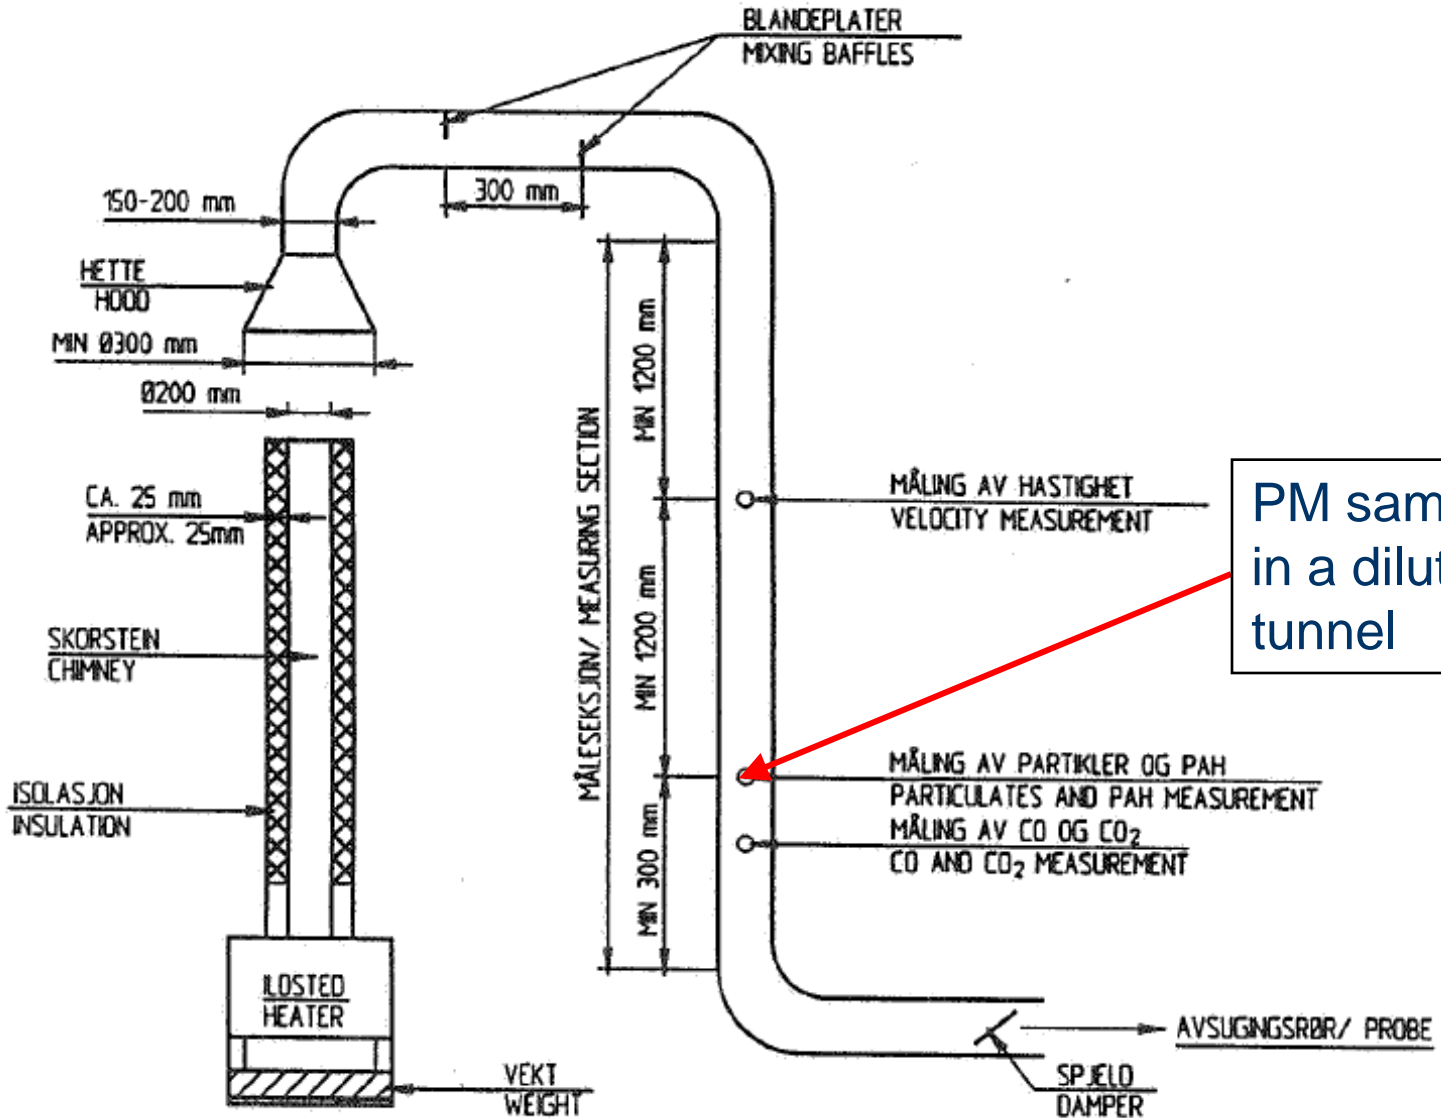 BLANDEPLATER
MIXING BAFFLES
150-200 mm
300 mm
HETTE
HOOD
MIN Ø300 mm
Ø200 mm
CA. 25 mm
APPROX. 25mm
SKORSTEIN
CHIMNEY
ISOLASJON
INSULATION
ILDSTED
HEATER
VEKT
WEIGHT
MÅLESEKSJON/ MEASURING SECTION
MIN 1200 mm
MIN 1200 mm
MIN 300 mm
MÅLING AV HASTIGHET
VELOCITY MEASUREMENT
PM sam
in a dilut
tunnel
MÅLING AV PARTIKLER OG PAH
PARTICULATES AND PAH MEASUREMENT
MÅLING AV CO OG CO₂
CO AND CO₂ MEASUREMENT
AVSUGINGSRØR/ PROBE
SPJELD
DAMPER